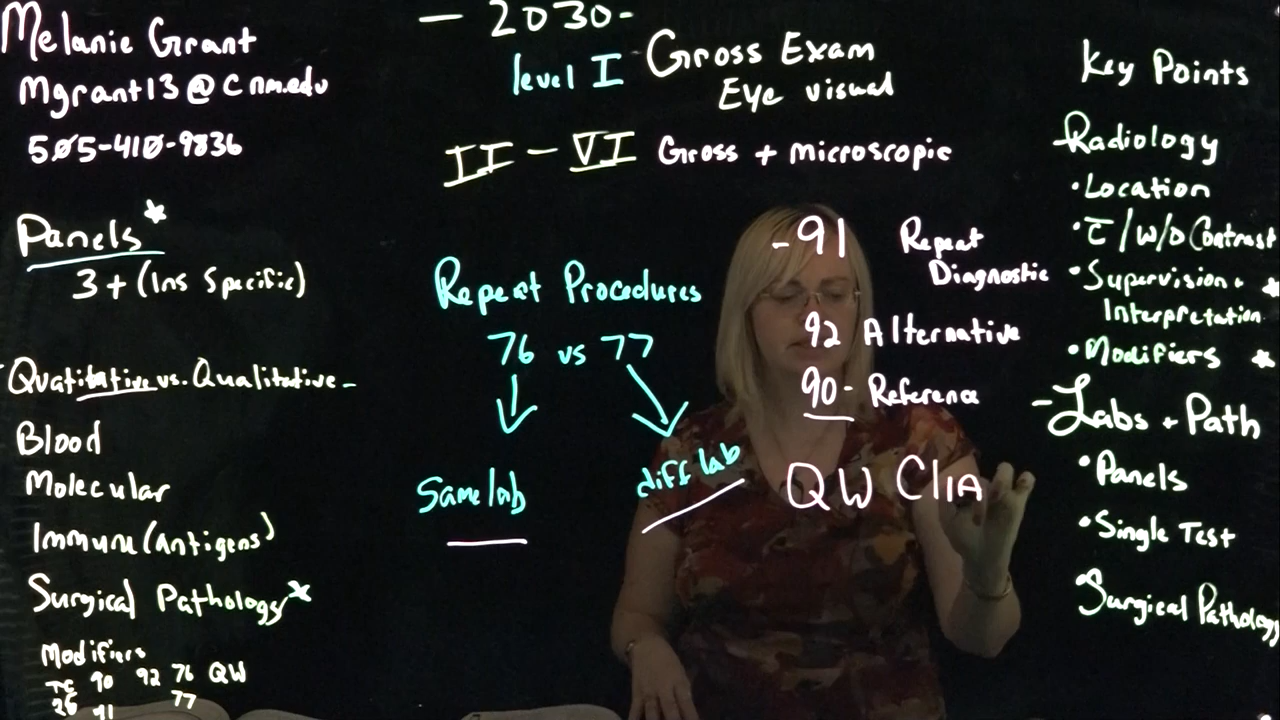 Melanie Grant
Mgrant13@cnm.edu
505-410-9836
Panels*
3+ (Ins Specific)
Quatitative vs. Qualitative-
Blood
Molecular
Immune (antigens)
Surgical Pathology*
Modifiers
TC 90 92 76 QW
26 91 77
- 2030-
level I - Gross Exam
Eye visual
II - VI Gross + microscopic
Repeat Procedures
76 vs 77
Same lab
diff lab
-91 Repeat
Diagnostic
92 Alternative
90- Reference
QW CliA
Key Points
Radiology
•Location
•C/W/O Contrast
•Supervision +
Interpretation
•Modifiers *
-Labs + Path
•Panels
•Single Test
•Surgical Pathology